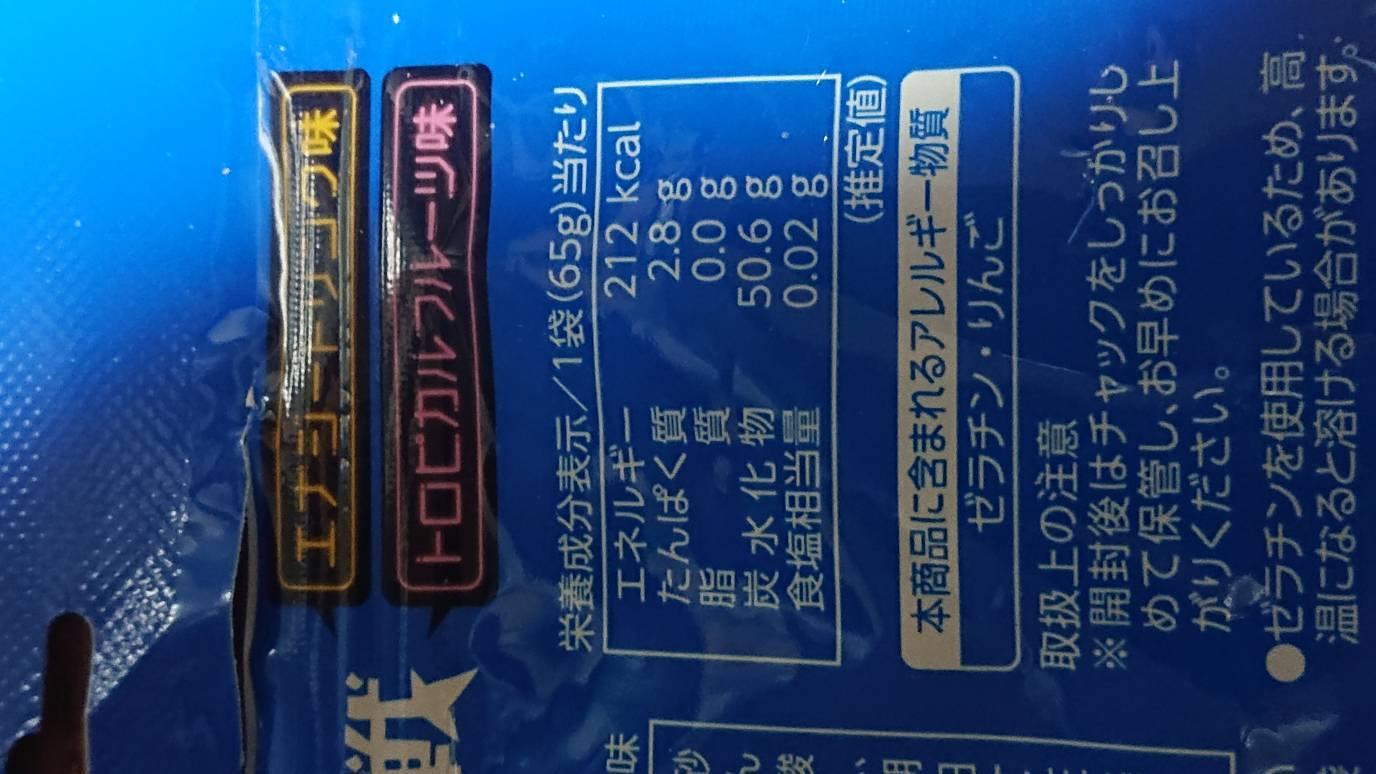 エナジードリンク味
トロピカルフルーツ味
戦
栄養成分表示／1袋(65g)当たり
エネルギー 212 kcal
たんぱく質 2.8 g
脂質 0.0 g
炭水化物 50.6 g
食塩相当量 0.02 g
(推定値)
本商品に含まれるアレルギー物質
ゼラチン・りんご
取扱上の注意
※開封後はチャックをしっかりし
めて保管し、お早めにお召し上
がりください。
●ゼラチンを使用しているため、高
温になると溶ける場合があります。
味
砂
ん
酸
用